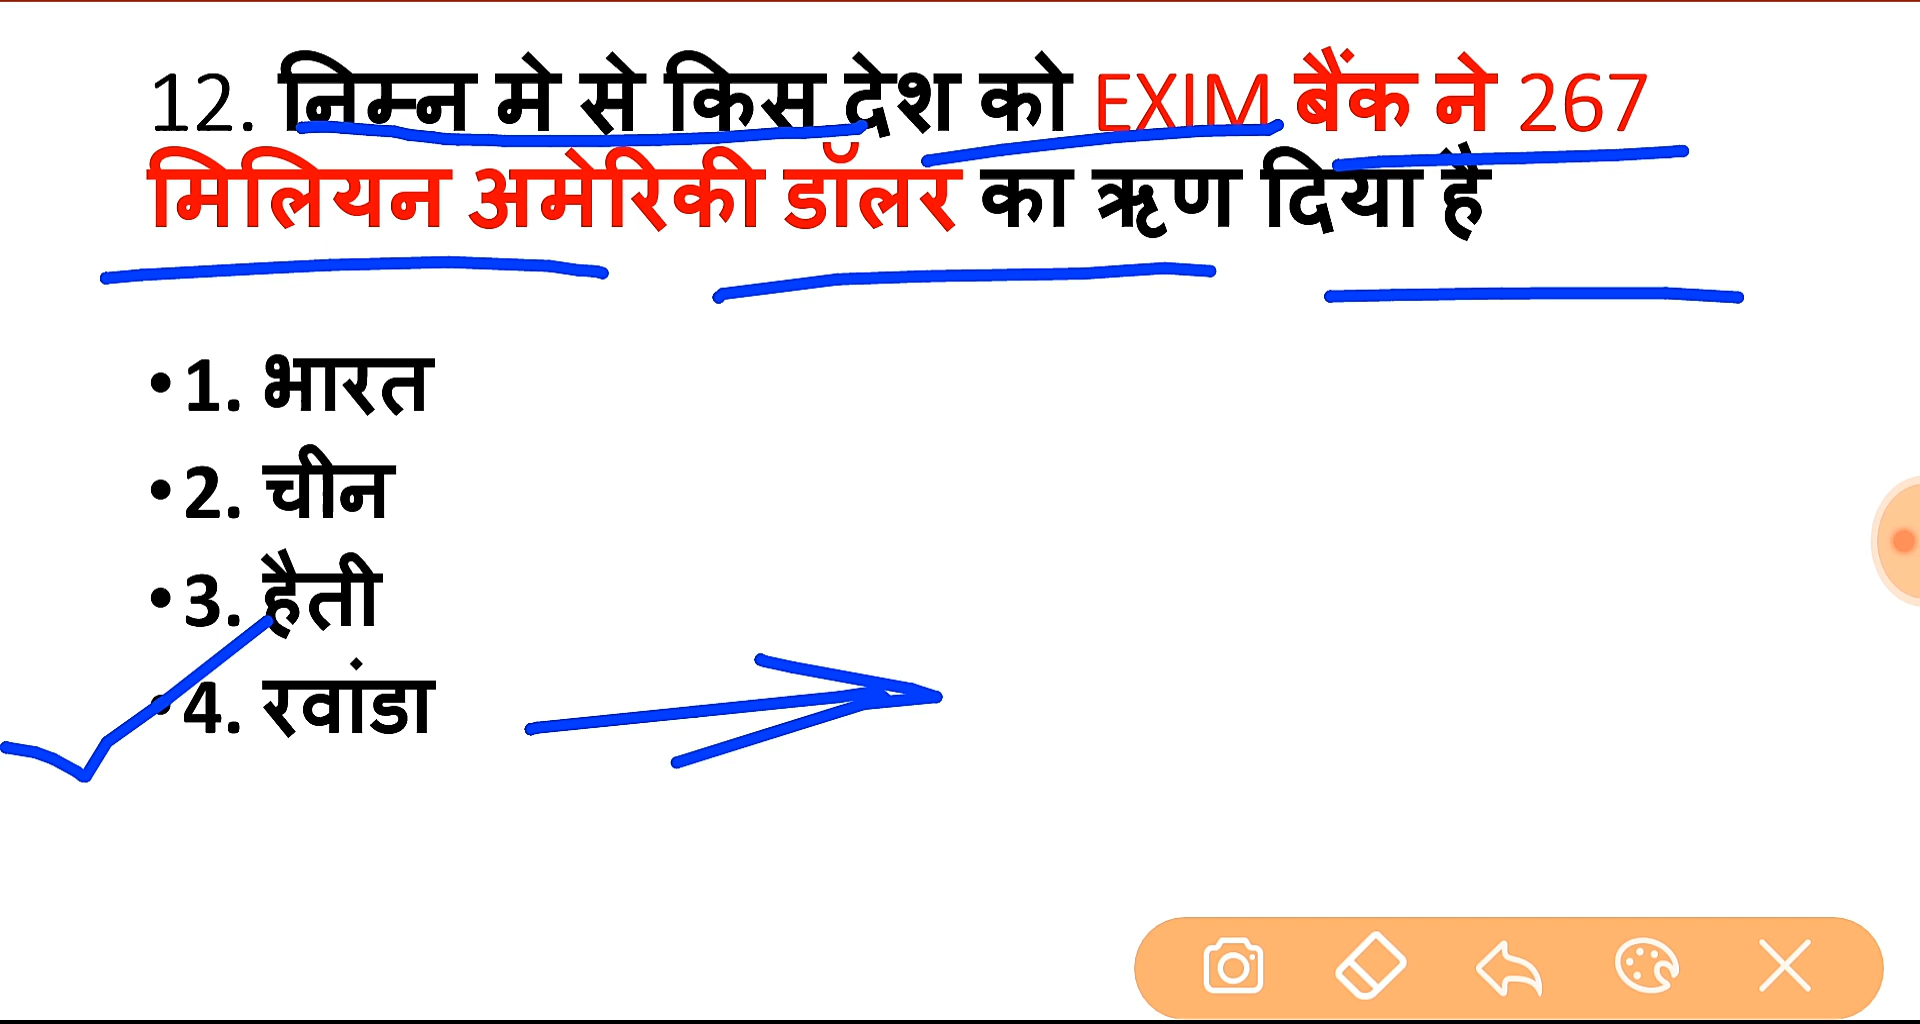 12. निम्न मे से किस देश को EXIM बैंक ने 267
मिलियन अमेरिकी डॉलर का ऋण दिया है
•1. भारत
•2. चीन
•3. हैती
•4. रवांडा